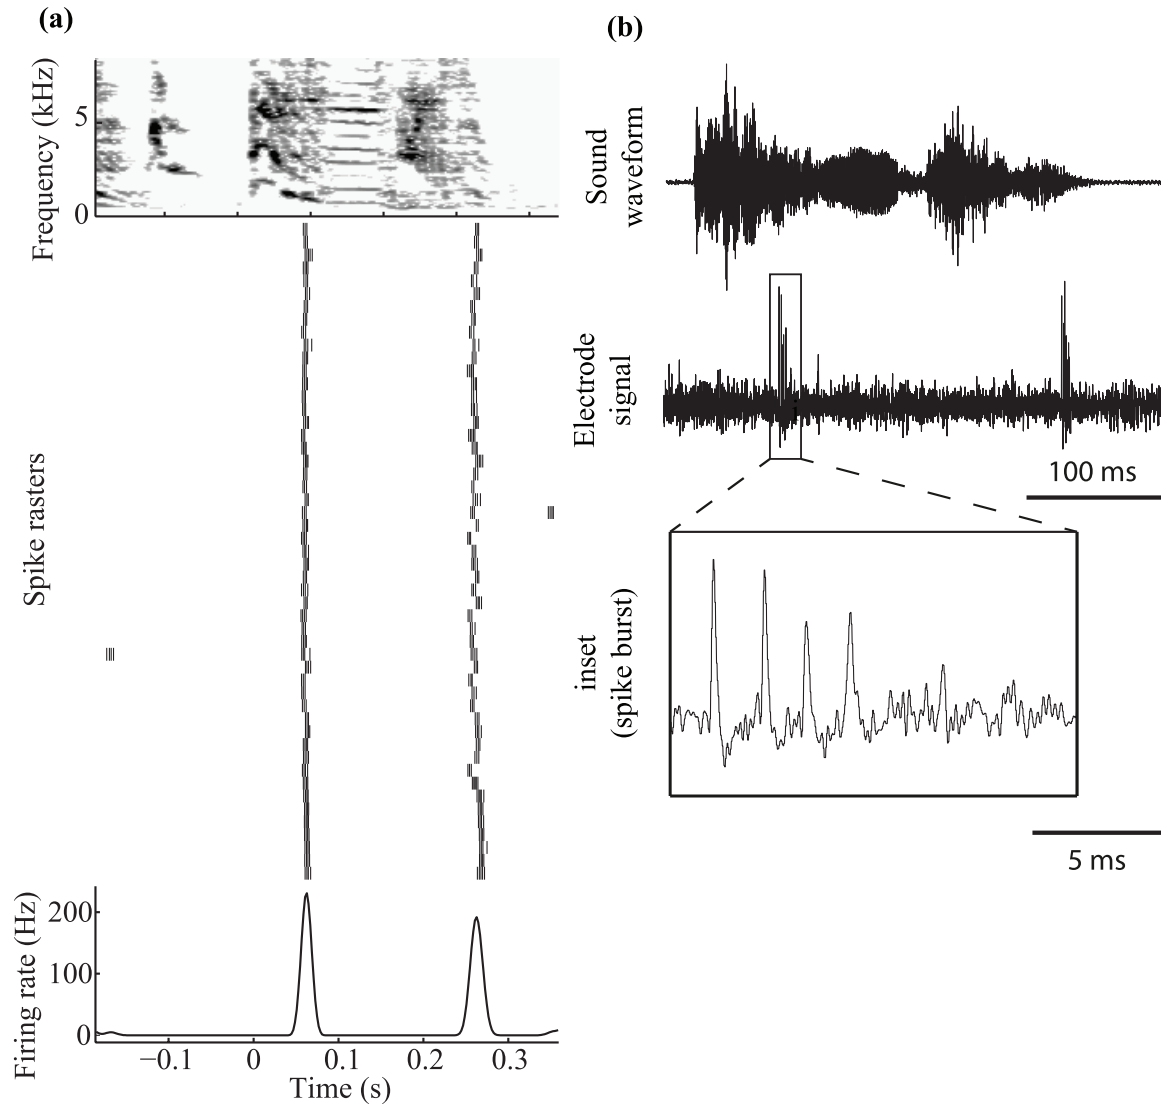 (a)
Frequency (kHz)
5
0
Spike rasters
Firing rate (Hz)
200
100
0
−0.1
0
0.1
0.2
0.3
Time (s)
(b)
Sound
waveform
Electrode
signal
100 ms
inset
(spike burst)
5 ms